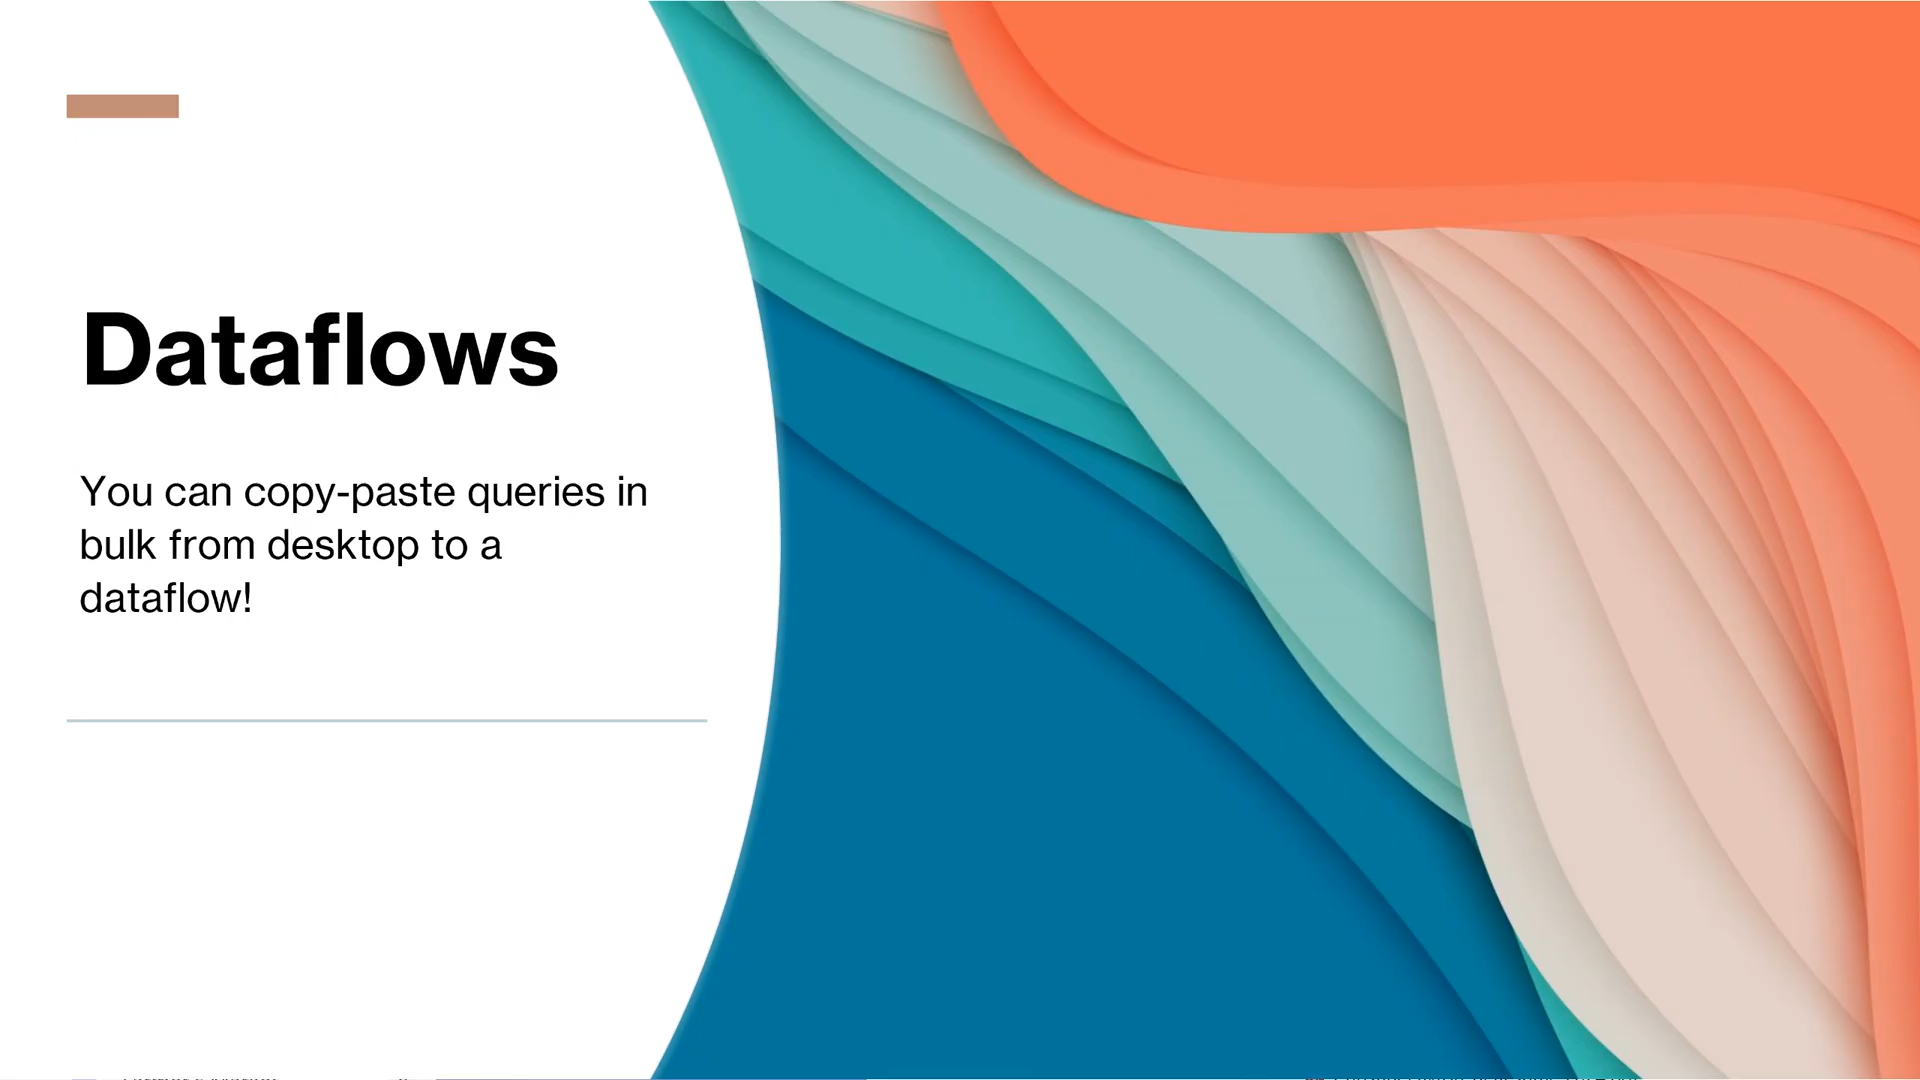 Dataflows
You can copy-paste queries in
bulk from desktop to a
dataflow!